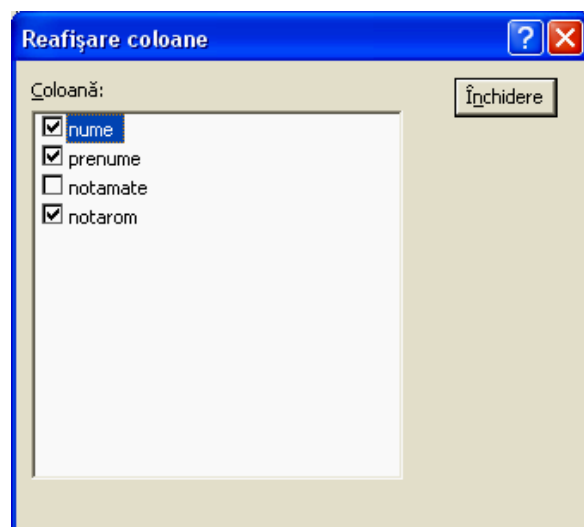 Reafişare coloane
Coloană:
Închidere
nume
prenume
notamate
notarom